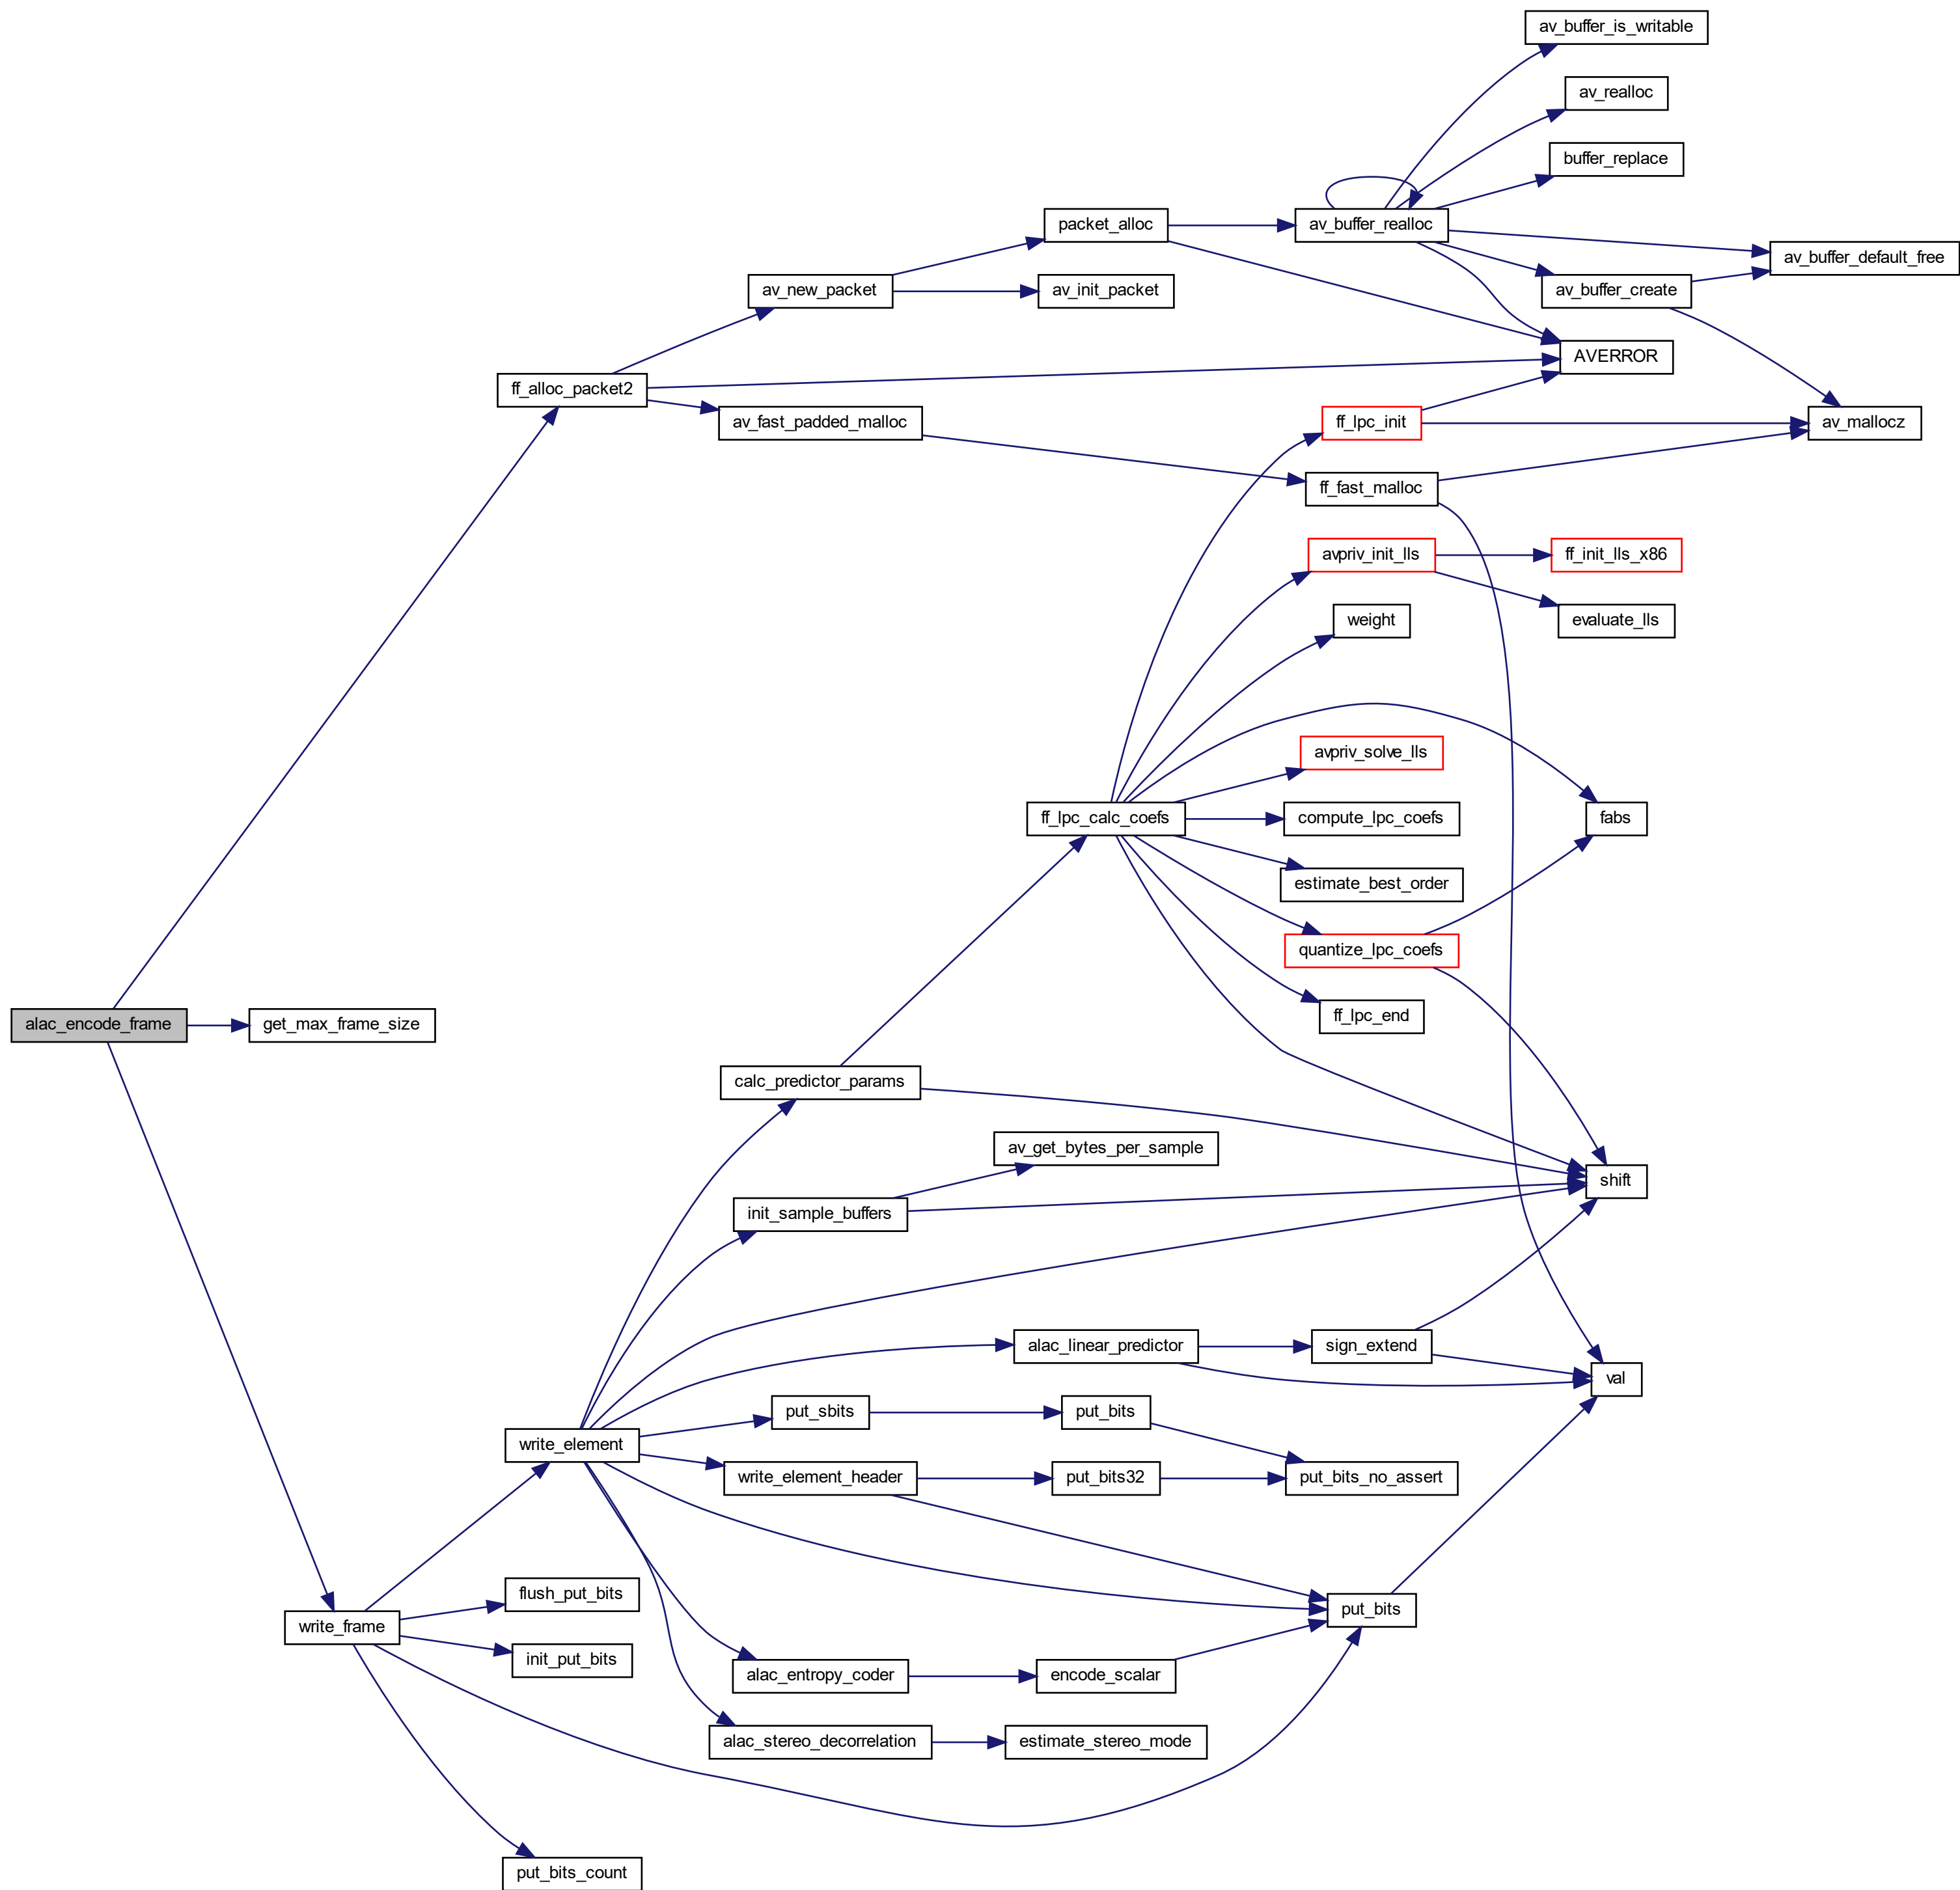 av_buffer_is_writable
av_realloc
buffer_replace
packet_alloc
av_buffer_realloc
av_buffer_default_free
av_new_packet
av_init_packet
av_buffer_create
AVERROR
ff_alloc_packet2
av_fast_padded_malloc
ff_lpc_init
av_mallocz
ff_fast_malloc
avpriv_init_lls
ff_init_lls_x86
weight
evaluate_lls
avpriv_solve_lls
ff_lpc_calc_coefs
compute_lpc_coefs
fabs
estimate_best_order
quantize_lpc_coefs
ff_lpc_end
alac_encode_frame
get_max_frame_size
calc_predictor_params
av_get_bytes_per_sample
shift
init_sample_buffers
alac_linear_predictor
sign_extend
val
put_sbits
put_bits
write_element
write_element_header
put_bits32
put_bits_no_assert
flush_put_bits
write_frame
put_bits
init_put_bits
alac_entropy_coder
encode_scalar
alac_stereo_decorrelation
estimate_stereo_mode
put_bits_count